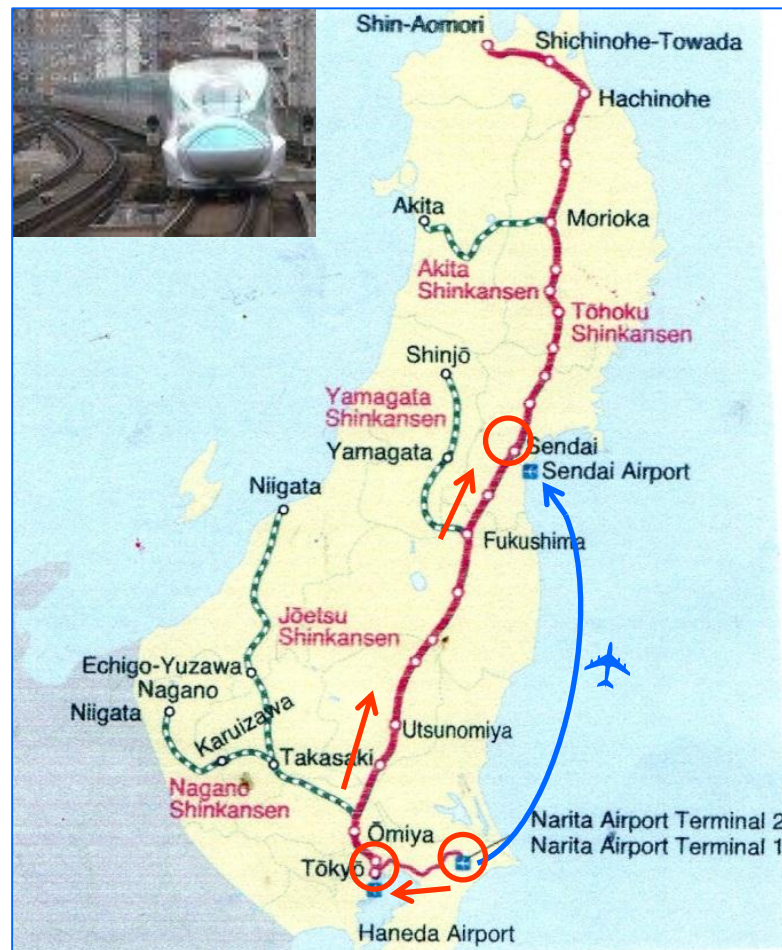 Shin-Aomori
Shichinohe-Towada
Hachinohe
Akita
Morioka
Akita
Shinkansen
Tōhoku
Shinkansen
Shinjō
Yamagata
Shinkansen
Yamagata
Sendai
Sendai Airport
Niigata
Fukushima
Jōetsu
Shinkansen
Echigo-Yuzawa
Nagano
Niigata
Karuizawa
Takasaki
Utsunomiya
Nagano
Shinkansen
Ōmiya
Narita Airport Terminal 2
Narita Airport Terminal 1
Tōkyō
Haneda Airport